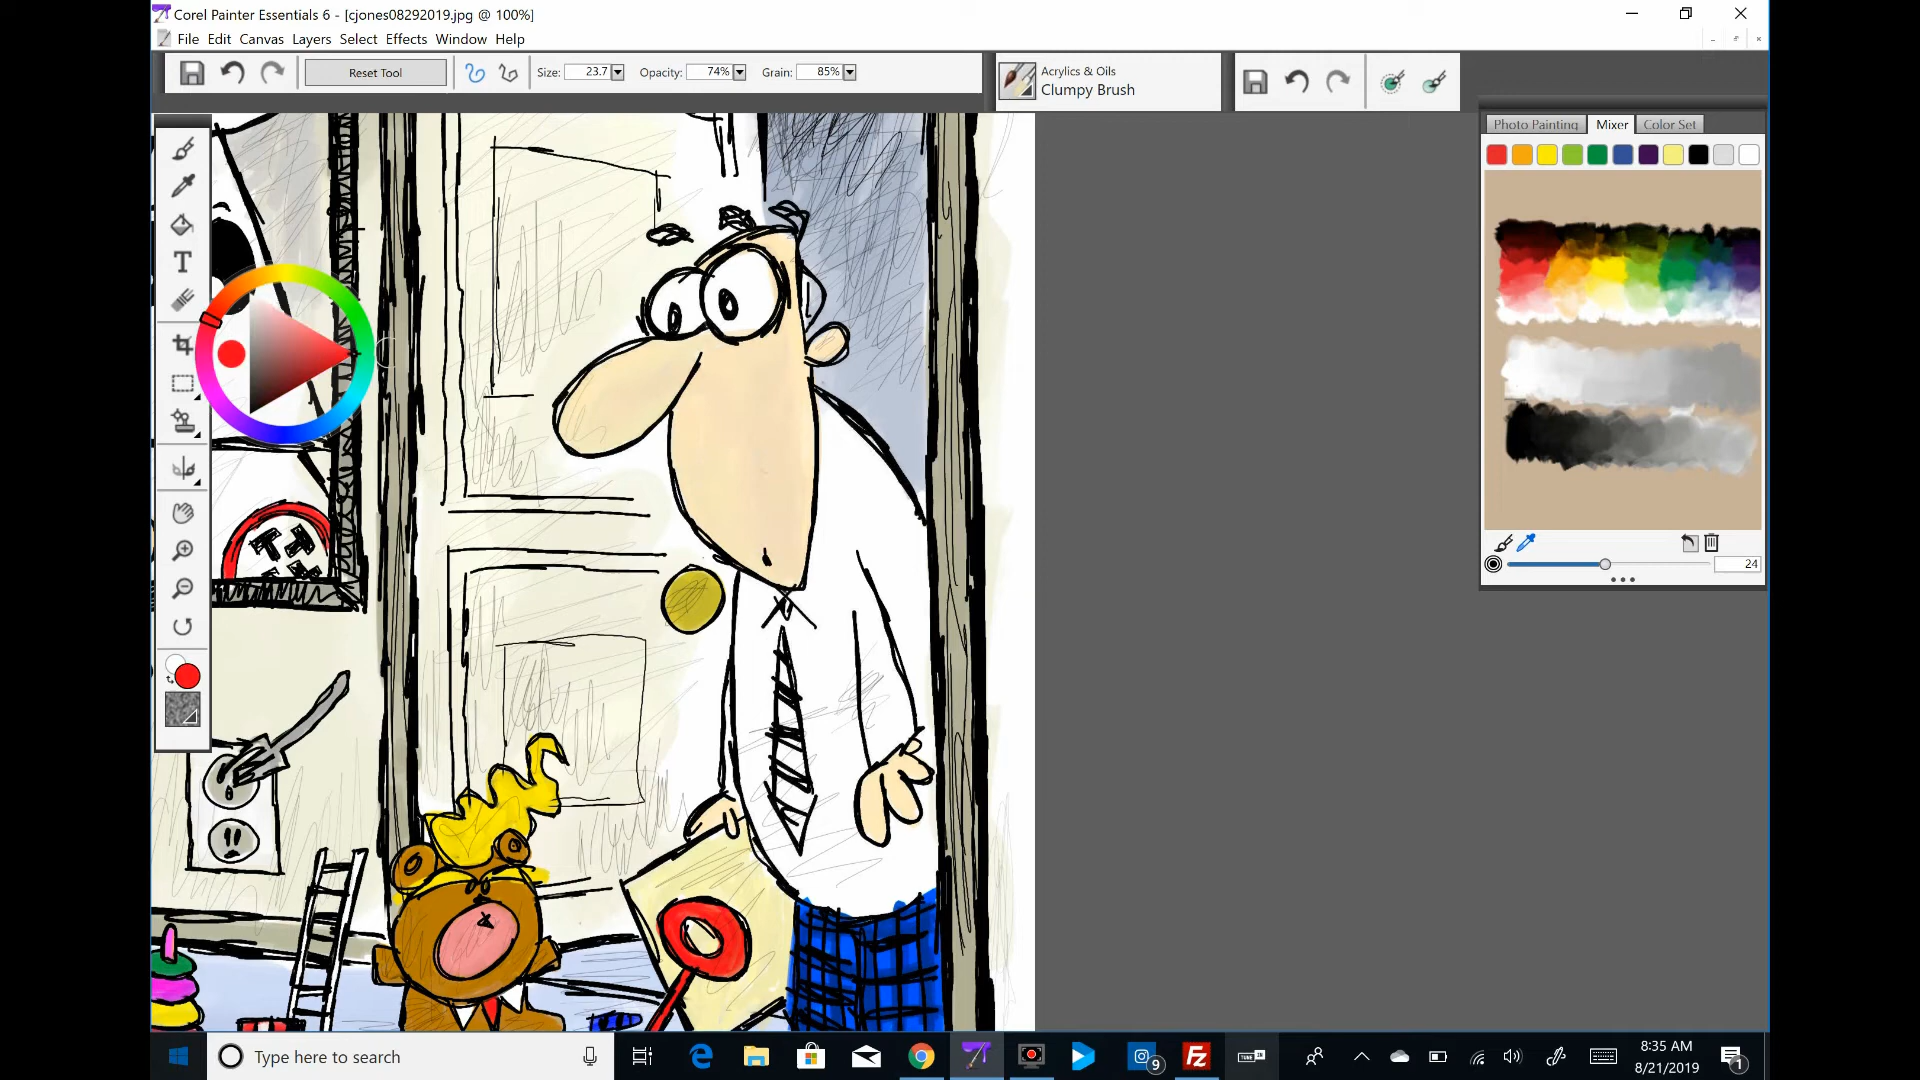 Corel Painter Essentials 6 - [cjones08292019.jpg @ 100%]
File Edit Canvas Layers Select Effects Window Help
Reset Tool Size: 23.7 Opacity: 74% Grain: 85%
Acrylics & Oils
Clumpy Brush
Photo Painting Mixer Color Set
T
24
Type here to search
9
8:35 AM
8/21/2019
1